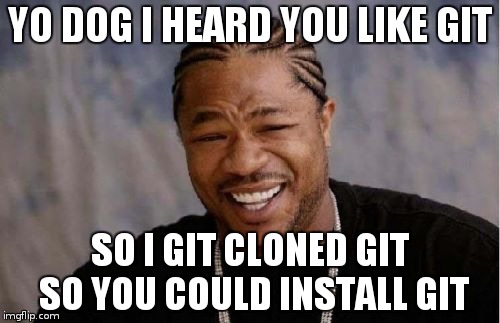 YO DOG I HEARD YOU LIKE GIT
SO I GIT CLONED GIT
SO YOU COULD INSTALL GIT
imgflip.com